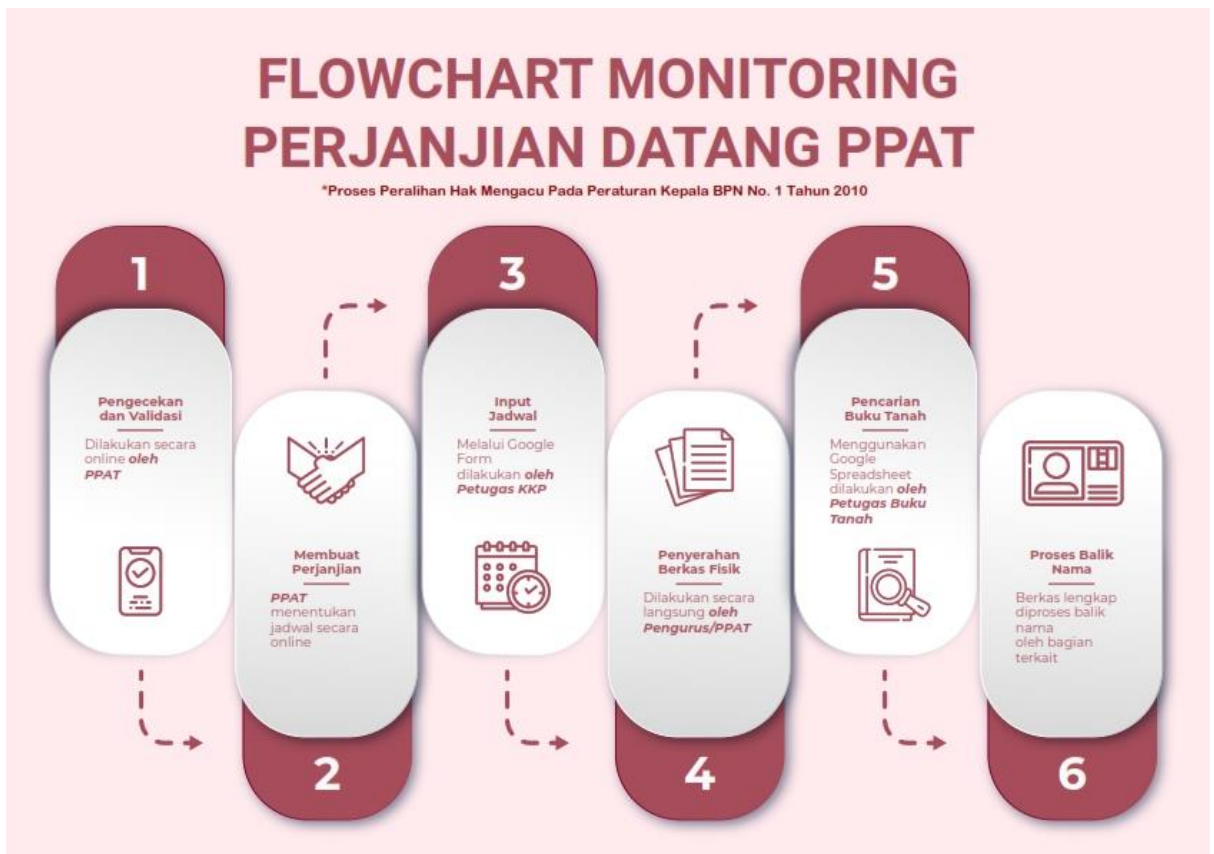 FLOWCHART MONITORING
PERJANJIAN DATANG PPAT
*Proses Peralihan Hak Mengacu Pada Peraturan Kepala BPN No. 1 Tahun 2010
1
Pengecekan
dan Validasi
Dilakukan secara
online oleh
PPAT
Membuat
Perjanjian
PPAT
menentukan
jadwal secara
online
2
3
Input
Jadwal
Melalui Google
Form
dilakukan oleh
Petugas KKP
Penyerahan
Berkas Fisik
Dilakukan secara
langsung oleh
Pengurus/PPAT
4
5
Pencarian
Buku Tanah
Menggunakan
Google
Spreadsheet
dilakukan oleh
Petugas Buku
Tanah
Proses Balik
Nama
Berkas lengkap
diproses balik
nama
oleh bagian
terkait
6